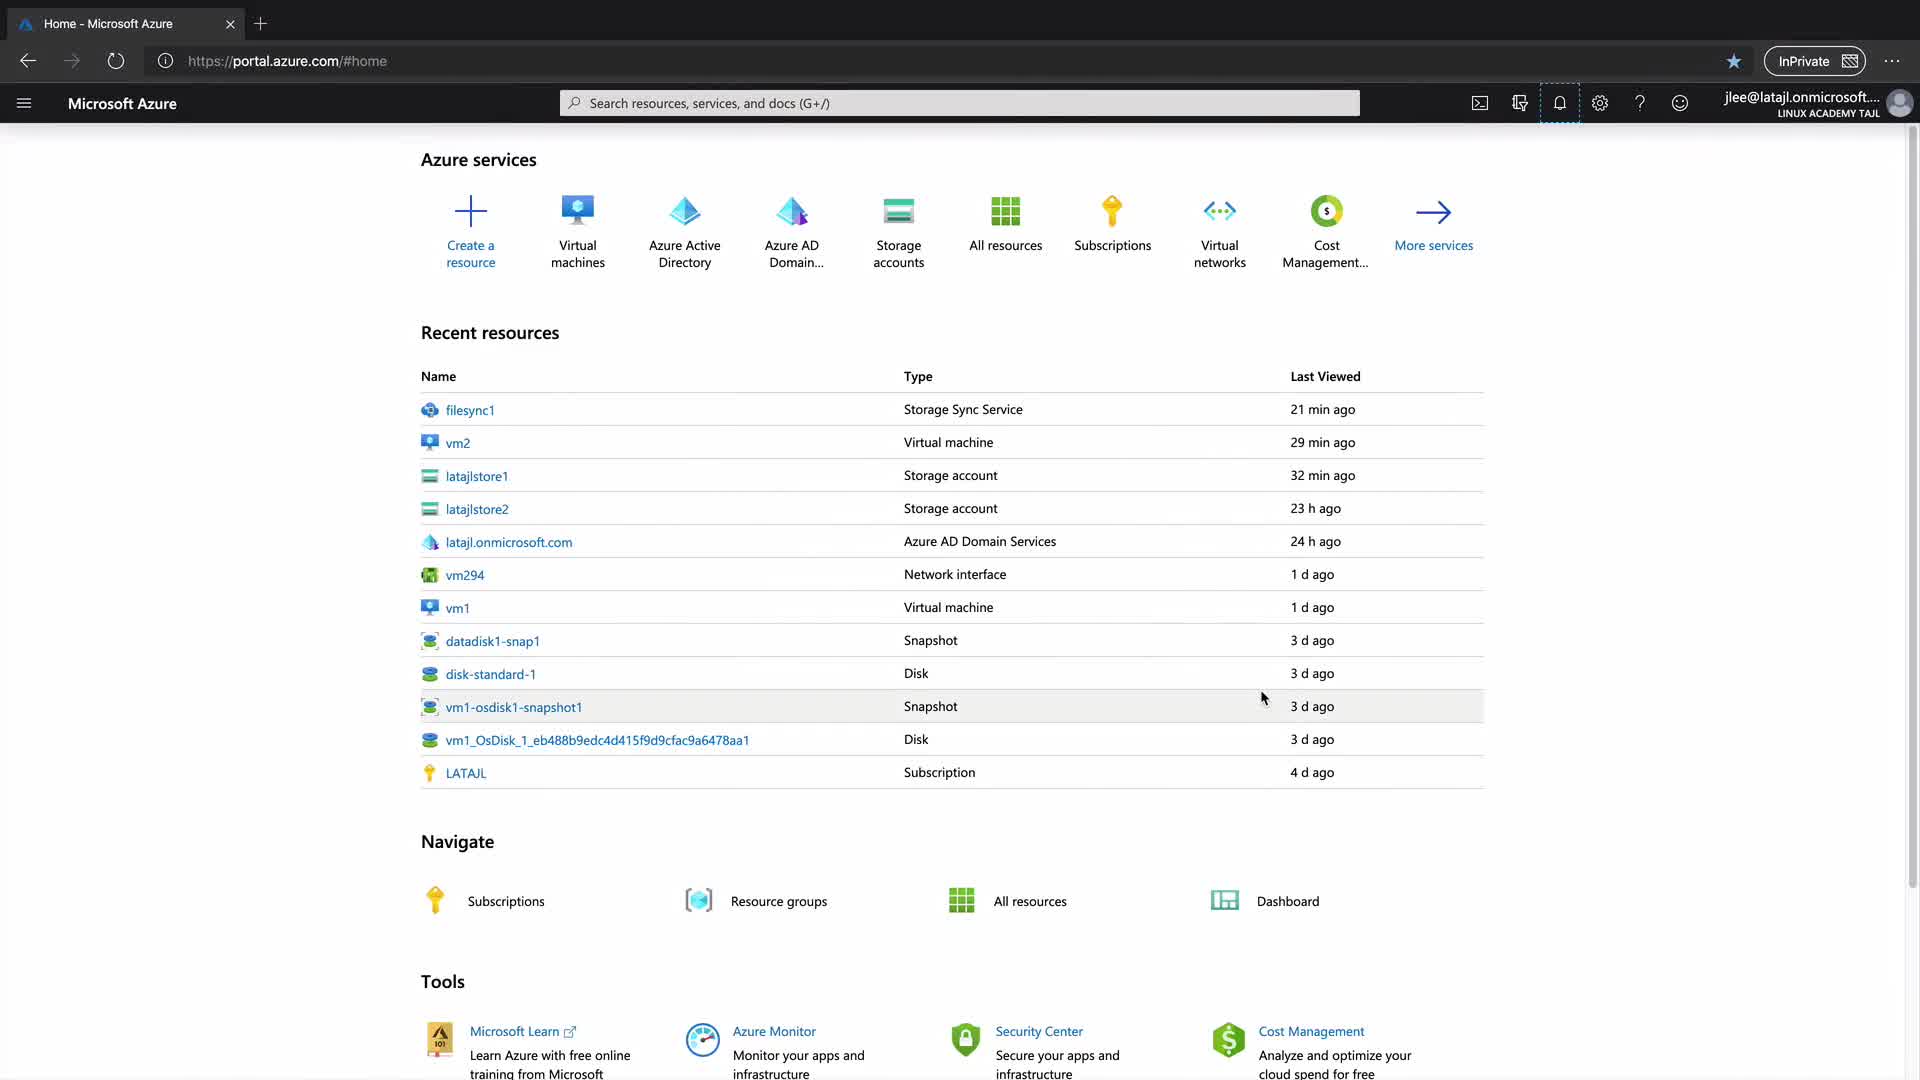 Home - Microsoft Azure
https://portal.azure.com/#home
InPrivate
Microsoft Azure
Search resources, services, and docs (G+/)
jlee@latajl.onmicrosoft....
LINUX ACADEMY TAJL
Azure services
Create a resource
Virtual machines
Azure Active Directory
Azure AD Domain...
Storage accounts
All resources
Subscriptions
Virtual networks
Cost Management...
More services
Recent resources
Name Type Last Viewed
filesync1 Storage Sync Service 21 min ago
vm2 Virtual machine 29 min ago
latajlstore1 Storage account 32 min ago
latajlstore2 Storage account 23 h ago
latajl.onmicrosoft.com Azure AD Domain Services 24 h ago
vm294 Network interface 1 d ago
vm1 Virtual machine 1 d ago
datadisk1-snap1 Snapshot 3 d ago
disk-standard-1 Disk 3 d ago
vm1-osdisk1-snapshot1 Snapshot 3 d ago
vm1_OsDisk_1_eb488b9edc4d415f9d9cfac9a6478aa1 Disk 3 d ago
LATAJL Subscription 4 d ago
Navigate
Subscriptions Resource groups All resources Dashboard
Tools
Microsoft Learn
Learn Azure with free online
training from Microsoft
Azure Monitor
Monitor your apps and
infrastructure
Security Center
Secure your apps and
infrastructure
Cost Management
Analyze and optimize your
cloud spend for free